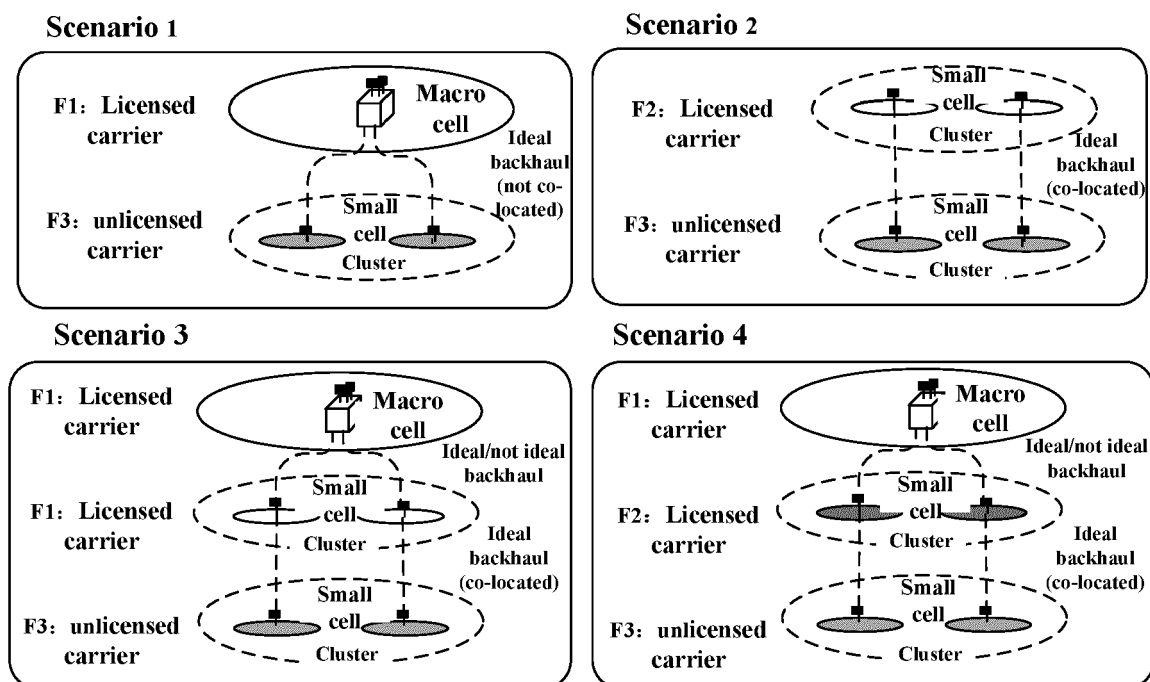 Scenario 1
F1: Licensed
carrier
Macro
cell
Ideal
backhaul
(not co-
located)
F3: unlicensed
carrier
Small
cell
Cluster
Scenario 2
F2: Licensed
carrier
Small
cell
Cluster
Ideal
backhaul
(co-located)
F3: unlicensed
carrier
Small
cell
Cluster
Scenario 3
F1: Licensed
carrier
Macro
cell
Ideal/not ideal
backhaul
F1: Licensed
carrier
Small
cell
Cluster
Ideal
backhaul
(co-located)
F3: unlicensed
carrier
Small
cell
Cluster
Scenario 4
F1: Licensed
carrier
Macro
cell
Ideal/not ideal
backhaul
F2: Licensed
carrier
Small
cell
Cluster
Ideal
backhaul
(co-located)
F3: unlicensed
carrier
Small
cell
Cluster